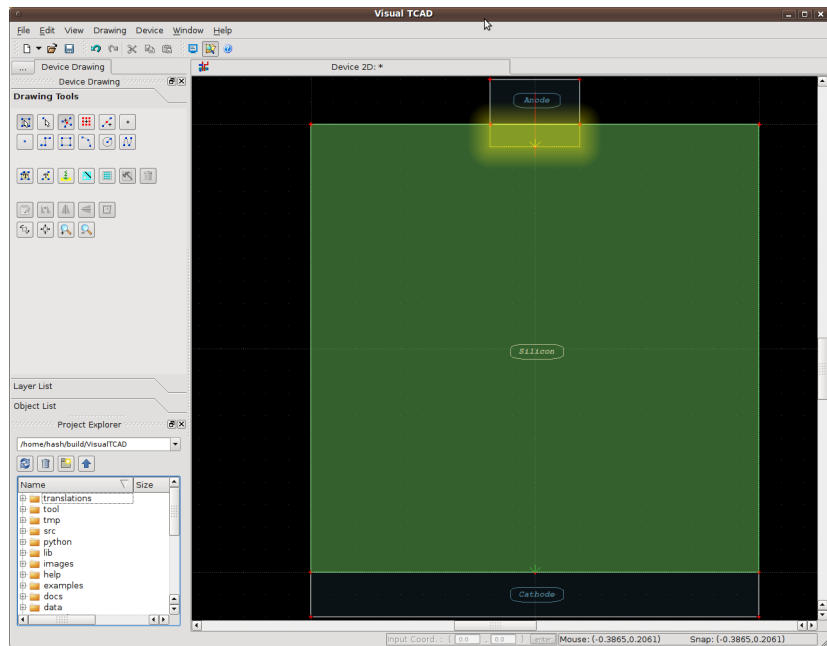 Visual TCAD
File Edit View Drawing Device Window Help
... Device Drawing
Device 2D: *
Device Drawing
Drawing Tools
Anode
Silicon
Layer List
Object List
Project Explorer
/home/hash/build/VisualTCAD
Name Size
translations
tool
tmp
src
python
lib
images
help
examples
docs
data
Cathode
Input Coord. : ( 0.0 , 0.0 ) enter Mouse: (-0.3865,0.2061) Snap: (-0.3865,0.2061)